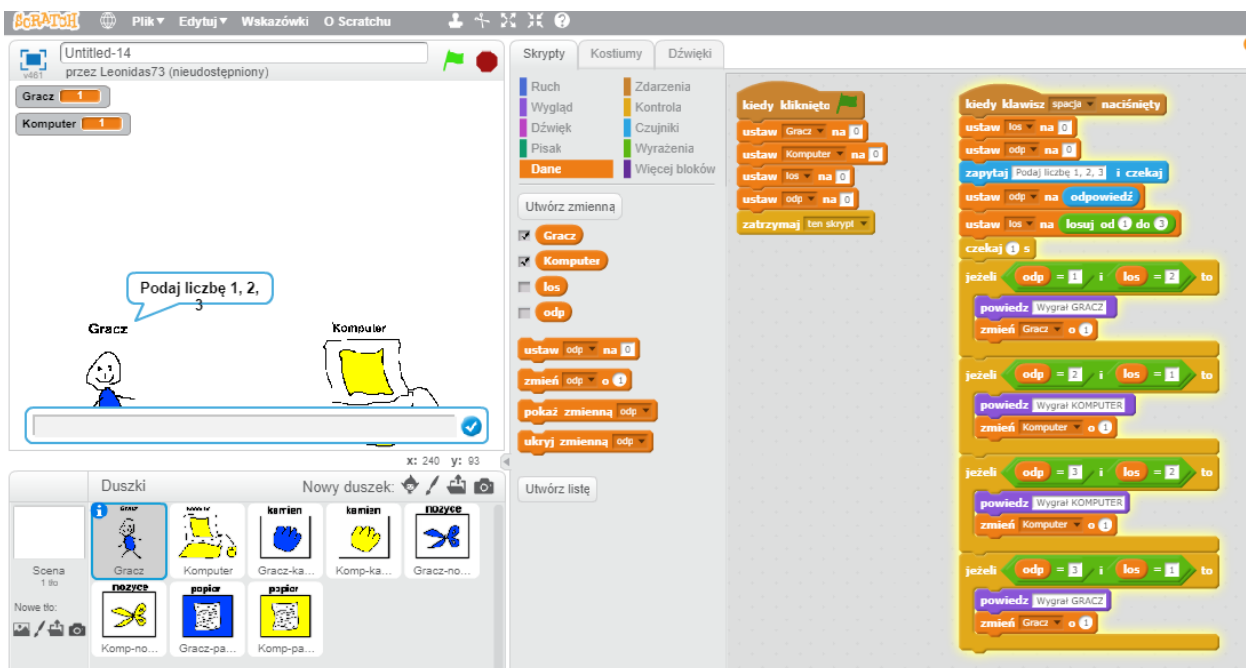 SCRATCH Plik▼ Edytuj▼ Wskazówki O Scratchu
v461
Untitled-14
przez Leonidas73 (nieudostępniony)
Gracz 1
Komputer 1
Podaj liczbę 1, 2,
3
Gracz
Komputer
x: 240 y: 93
Duszki
Nowy duszek:
Scena
1 tło
Nowe tło:
Gracz
Gracz
Komputer
kamien
Gracz-ka...
kamien
Komp-ka...
nozyce
Gracz-no...
nozyce
Komp-no...
papier
Gracz-pa...
papier
Komp-pa...
Skrypty Kostiumy Dźwięki
Ruch Zdarzenia
Wygląd Kontrola
Dźwięk Czujniki
Pisak Wyrażenia
Dane Więcej bloków
Utwórz zmienną
Gracz
Komputer
los
odp
ustaw odp na 0
zmień odp o 1
pokaż zmienną odp
ukryj zmienną odp
Utwórz listę
kiedy kliknięto
ustaw Gracz na 0
ustaw Komputer na 0
ustaw los na 0
ustaw odp na 0
zatrzymaj ten skrypt
kiedy klawisz spacja naciśnięty
ustaw los na 0
ustaw odp na 0
zapytaj Podaj liczbę 1, 2, 3 i czekaj
ustaw odp na odpowiedź
ustaw los na losuj od 1 do 3
czekaj 1 s
jeżeli odp = 1 i los = 2 to
powiedz Wygrał GRACZ
zmień Gracz o 1
jeżeli odp = 2 i los = 1 to
powiedz Wygrał KOMPUTER
zmień Komputer o 1
jeżeli odp = 3 i los = 2 to
powiedz Wygrał KOMPUTER
zmień Komputer o 1
jeżeli odp = 3 i los = 1 to
powiedz Wygrał GRACZ
zmień Gracz o 1